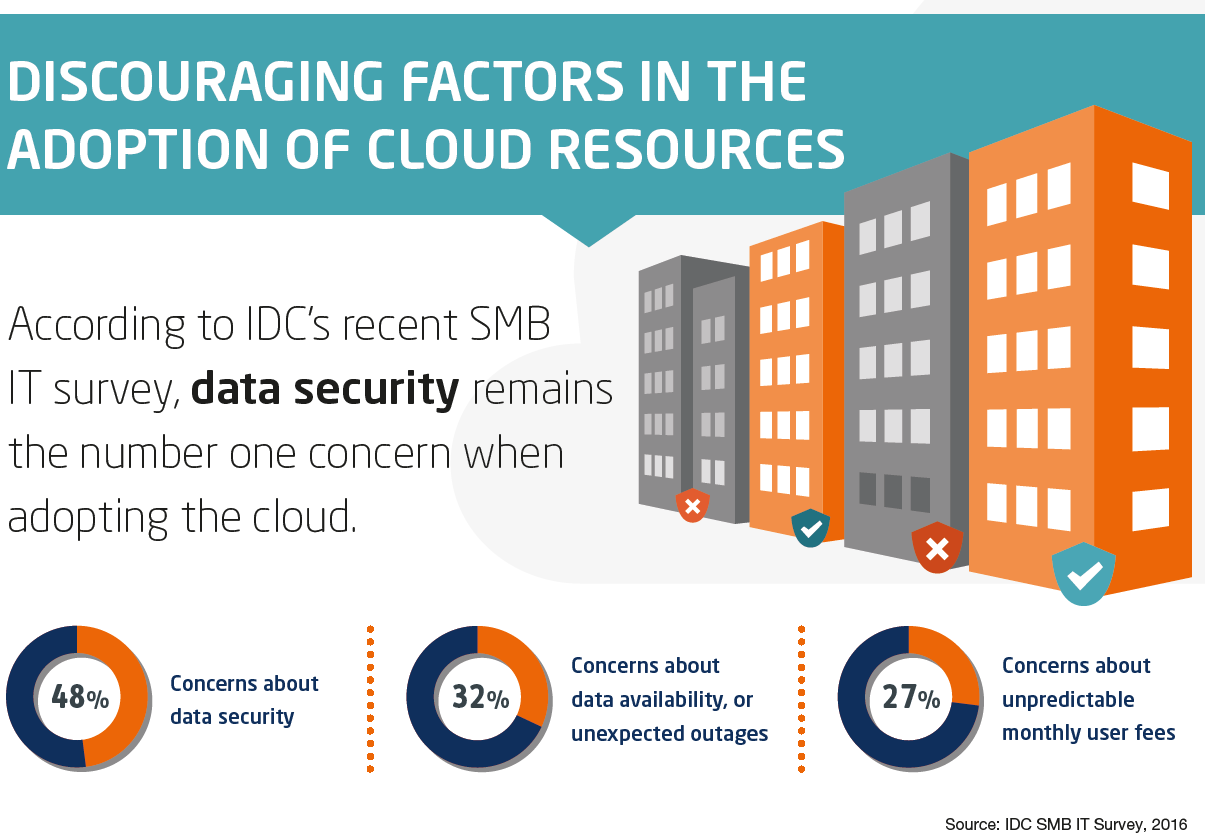 DISCOURAGING FACTORS IN THE
ADOPTION OF CLOUD RESOURCES
According to IDC's recent SMB
IT survey, data security remains
the number one concern when
adopting the cloud.
48%
Concerns about
data security
32%
Concerns about
data availability, or
unexpected outages
27%
Concerns about
unpredictable
monthly user fees
Source: IDC SMB IT Survey, 2016